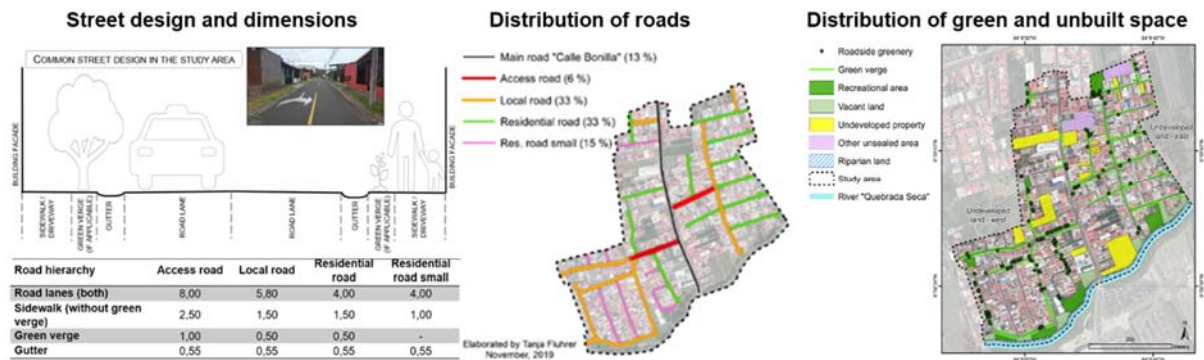 Street design and dimensions
COMMON STREET DESIGN IN THE STUDY AREA
BUILDING FACADE
BUILDING FACADE
SIDEWALK /
DRIVEWAY
GREEN VERGE
(IF APPLICABLE)
GUTTER
ROAD LANE
ROAD LANE
GUTTER
GREEN VERGE
(IF APPLICABLE)
SIDEWALK /
DRIVEWAY
Road hierarchy Access road Local road Residential road Residential road small
Road lanes (both) 8,00 5,80 4,00 4,00
Sidewalk (without green verge) 2,50 1,50 1,50 1,00
Green verge 1,00 0,50 0,50 -
Gutter 0,55 0,55 0,55 0,55
Distribution of roads
Main road "Calle Bonilla" (13 %)
Access road (6 %)
Local road (33 %)
Residential road (33 %)
Res. road small (15 %)
Elaborated by Tanja Fluhrer
November, 2019
Distribution of green and unbuilt space
Roadside greenery
Green verge
Recreational area
Vacant land
Undeveloped property
Other unsealed area
Riparian land
Study area
River "Quebrada Seca"
Undeveloped
land - east
Undeveloped
land - west